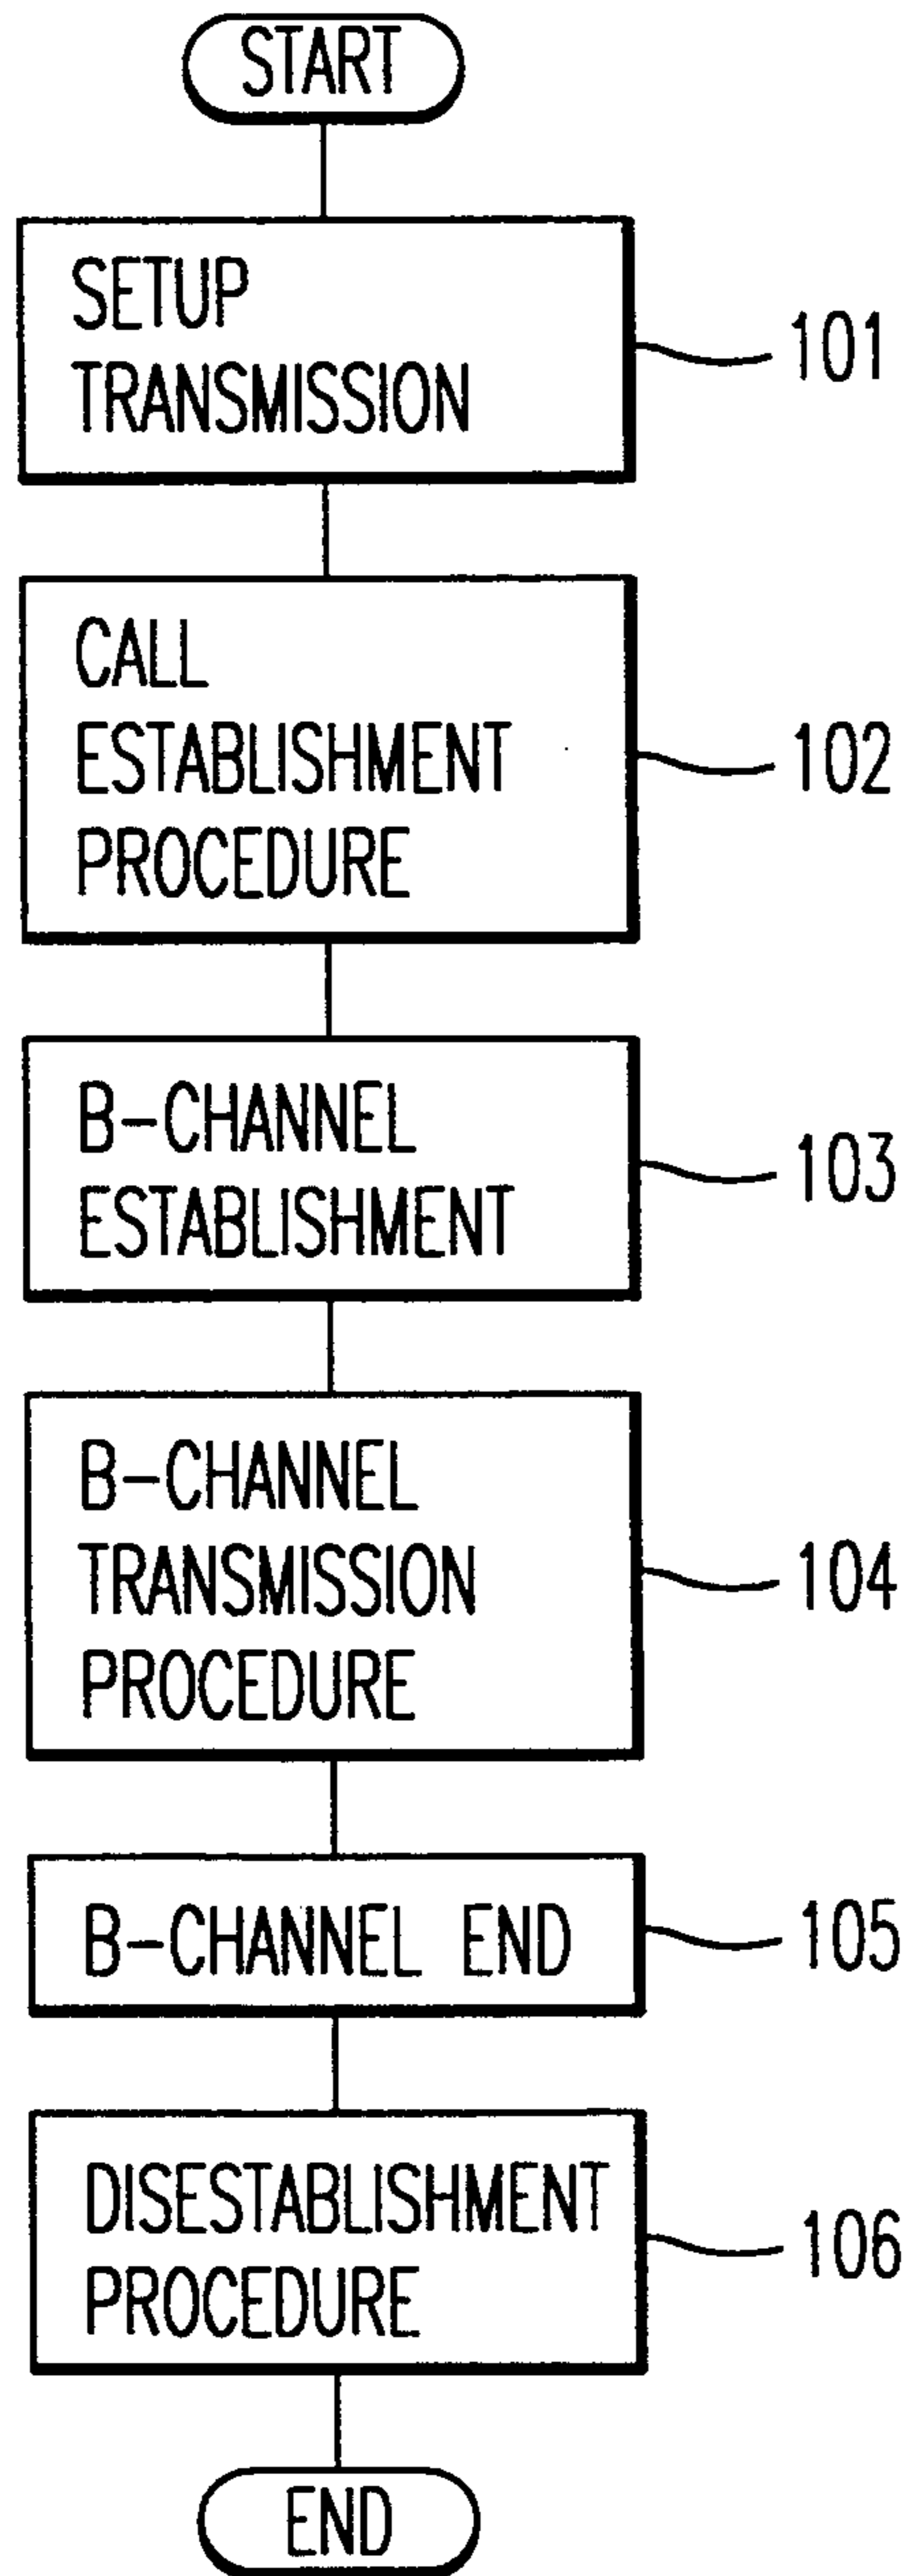 START
SETUP
TRANSMISSION
101
CALL
ESTABLISHMENT
PROCEDURE
102
B-CHANNEL
ESTABLISHMENT
103
B-CHANNEL
TRANSMISSION
PROCEDURE
104
B-CHANNEL END
105
DISESTABLISHMENT
PROCEDURE
106
END